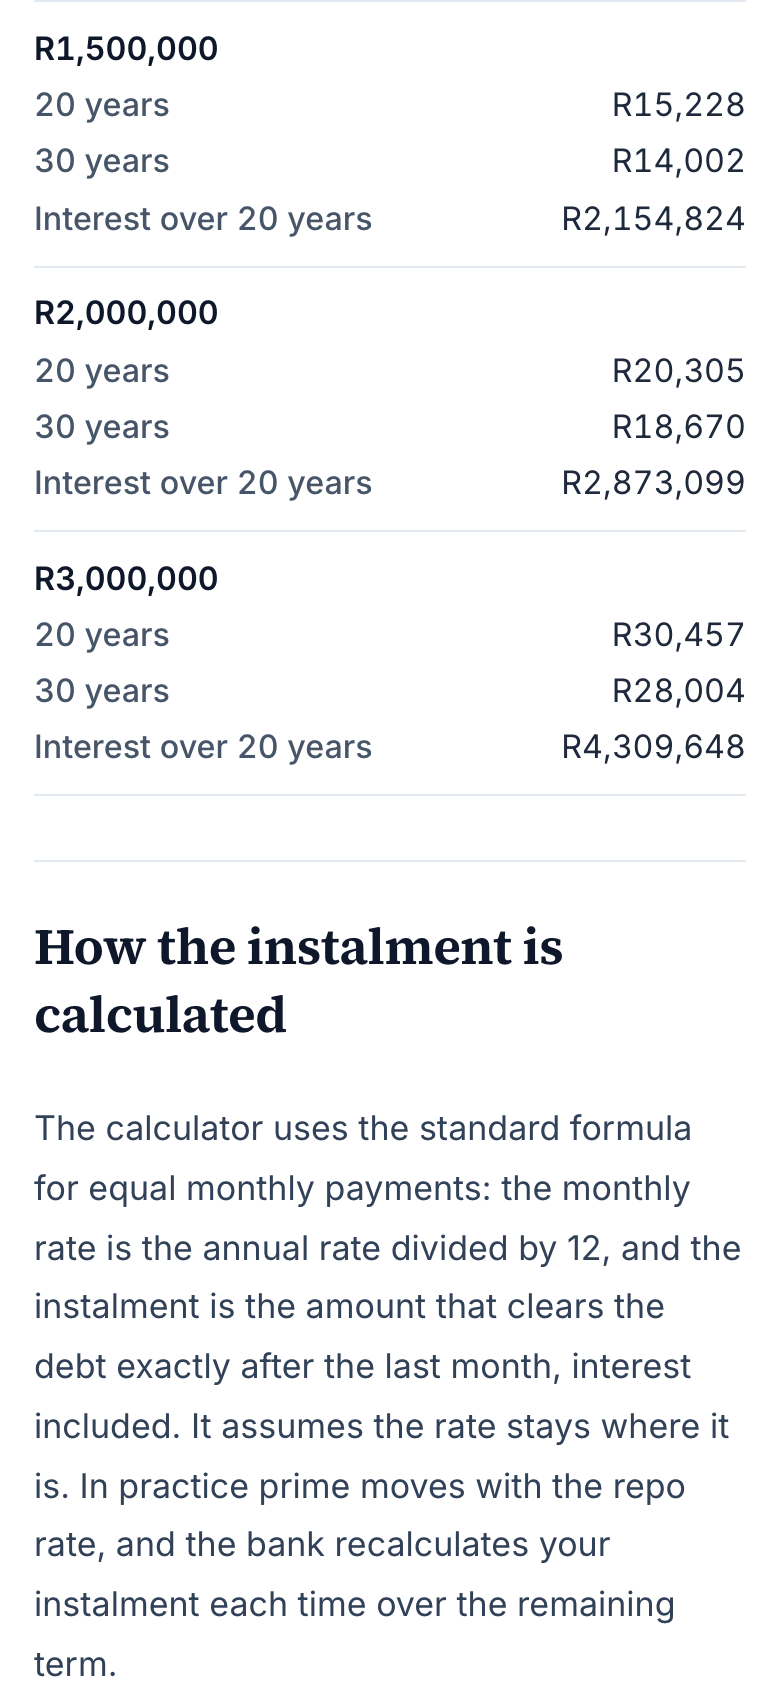 R1,500,000
20 years R15,228
30 years R14,002
Interest over 20 years R2,154,824
R2,000,000
20 years R20,305
30 years R18,670
Interest over 20 years R2,873,099
R3,000,000
20 years R30,457
30 years R28,004
Interest over 20 years R4,309,648
How the instalment is
calculated
The calculator uses the standard formula
for equal monthly payments: the monthly
rate is the annual rate divided by 12, and the
instalment is the amount that clears the
debt exactly after the last month, interest
included. It assumes the rate stays where it
is. In practice prime moves with the repo
rate, and the bank recalculates your
instalment each time over the remaining
term.